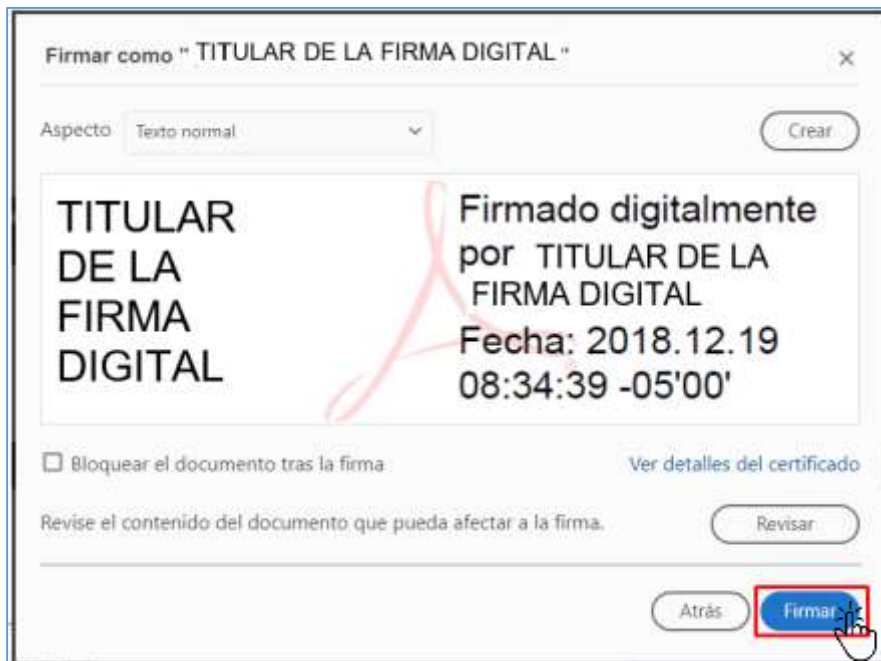 Firmar como " TITULAR DE LA FIRMA DIGITAL "
Aspecto Texto normal Crear
TITULAR
DE LA
FIRMA
DIGITAL
Firmado digitalmente
por TITULAR DE LA
FIRMA DIGITAL
Fecha: 2018.12.19
08:34:39 -05'00'
Bloquear el documento tras la firma Ver detalles del certificado
Revise el contenido del documento que pueda afectar a la firma. Revisar
Atrás Firmar